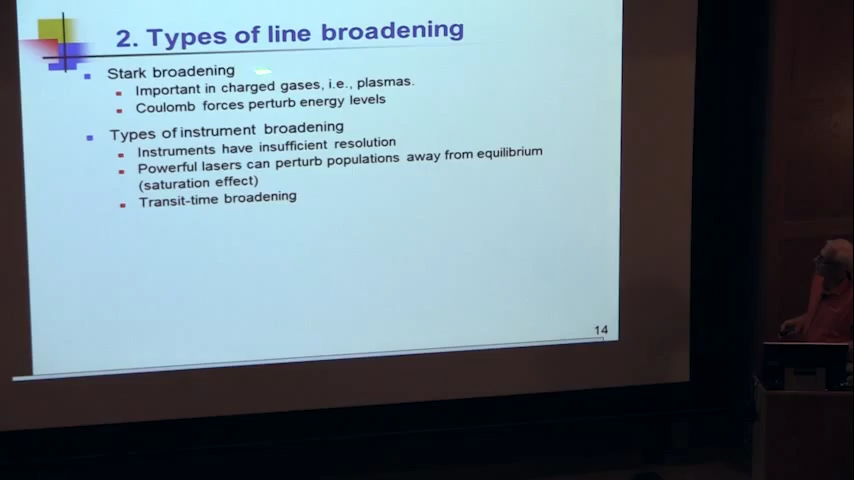 2. Types of line broadening
Stark broadening
Important in charged gases, i.e., plasmas.
Coulomb forces perturb energy levels
Types of instrument broadening
Instruments have insufficient resolution
Powerful lasers can perturb populations away from equilibrium
(saturation effect)
Transit-time broadening
14